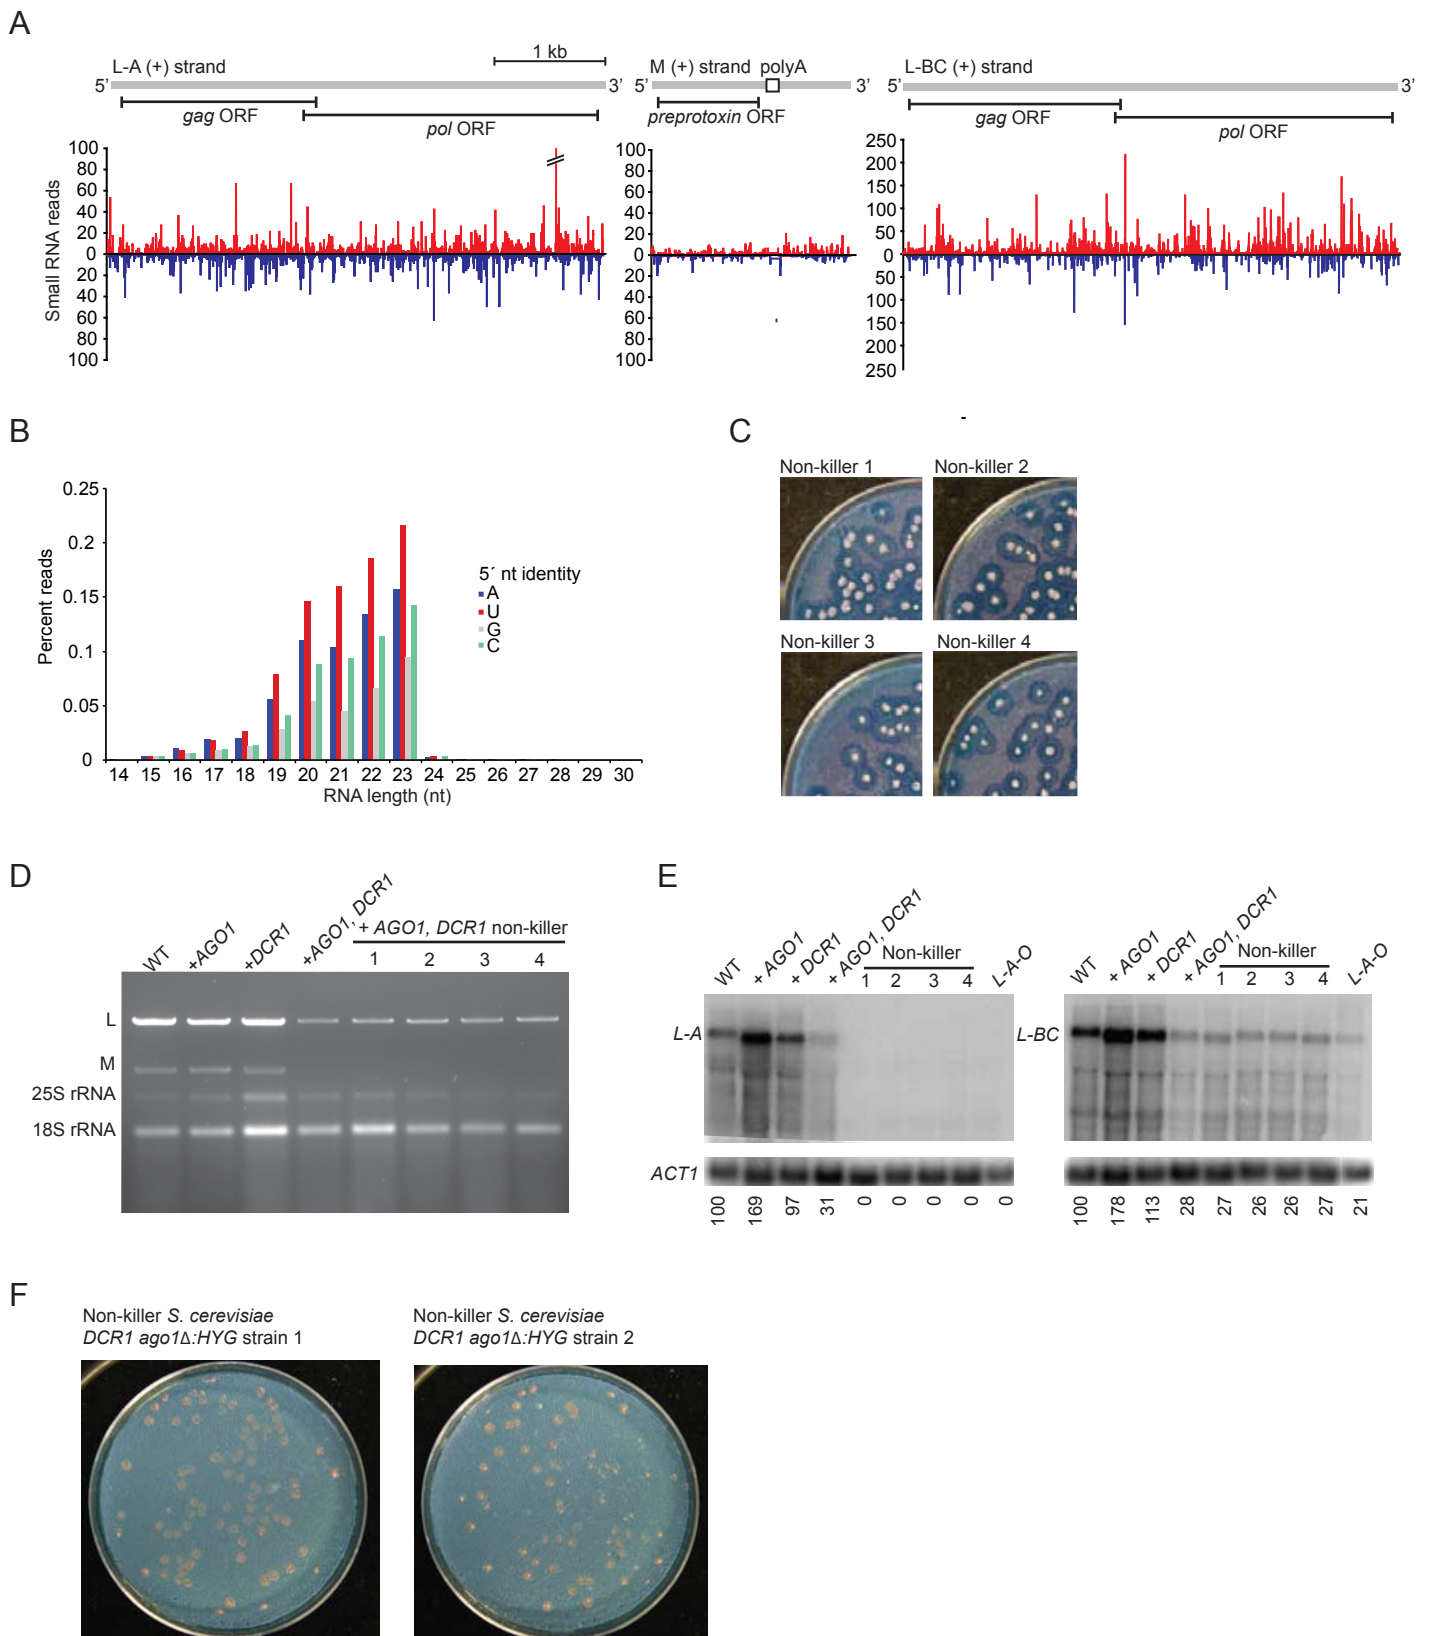 A
1 kb
L-A (+) strand
M (+) strand polyA
L-BC (+) strand
5’ 3’ 5’ 3’ 5’ 3’
gag ORF
pol ORF
preprotoxin ORF
gag ORF
pol ORF
Small RNA reads
100
80
60
40
20
0
20
40
60
80
100
100
80
60
40
20
0
20
40
60
80
100
250
200
150
100
50
0
50
100
150
200
250
B
Percent reads
0.25
0.2
0.15
0.1
0.05
0
5´ nt identity
A
U
G
C
14 15 16 17 18 19 20 21 22 23 24 25 26 27 28 29 30
RNA length (nt)
C
-
Non-killer 1
Non-killer 2
Non-killer 3
Non-killer 4
D
WT
+AGO1
+DCR1
+AGO1, DCR1
+ AGO1, DCR1 non-killer
1 2 3 4
L
M
25S rRNA
18S rRNA
E
WT
+ AGO1
+ DCR1
+ AGO1, DCR1
Non-killer
1 2 3 4
L-A-O
L-A
ACT1
100 169 97 31 0 0 0 0 0
WT
+ AGO1
+ DCR1
+ AGO1, DCR1
Non-killer
1 2 3 4
L-A-O
L-BC
100 178 113 28 27 26 26 27 21
F
Non-killer S. cerevisiae
DCR1 ago1Δ:HYG strain 1
Non-killer S. cerevisiae
DCR1 ago1Δ:HYG strain 2